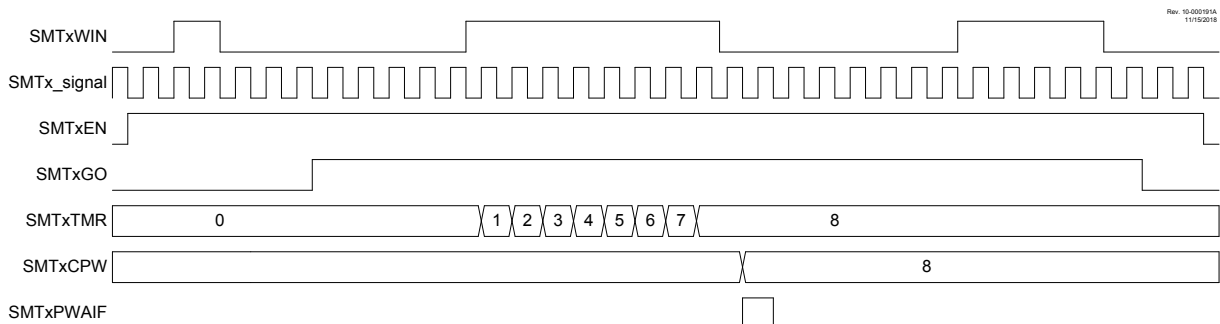 Rev. 10-000191A
11/15/2018
SMTxWIN
SMTx_signal
SMTxEN
SMTxGO
SMTxTMR 0 1 2 3 4 5 6 7 8
SMTxCPW 8
SMTxPWAIF